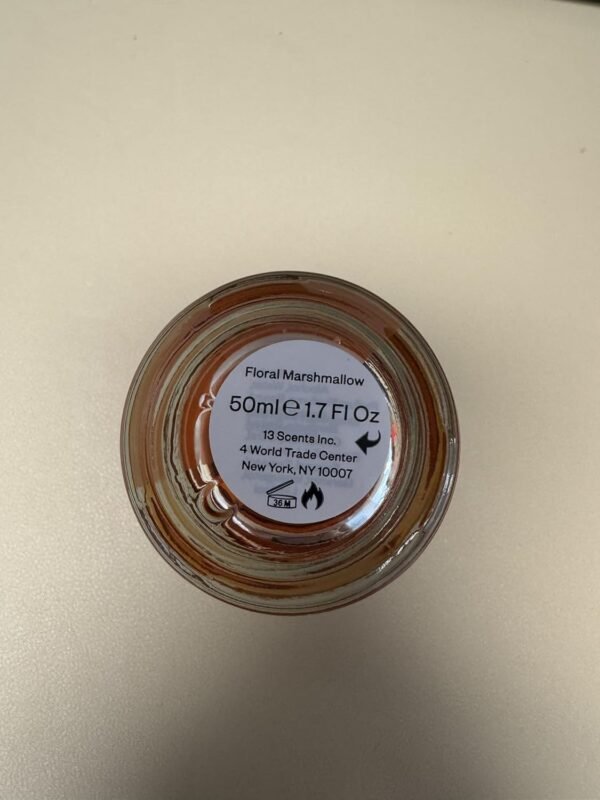 Floral Marshmallow
50ml ℮ 1.7 Fl Oz
13 Scents Inc.
4 World Trade Center
New York, NY 10007
36 M